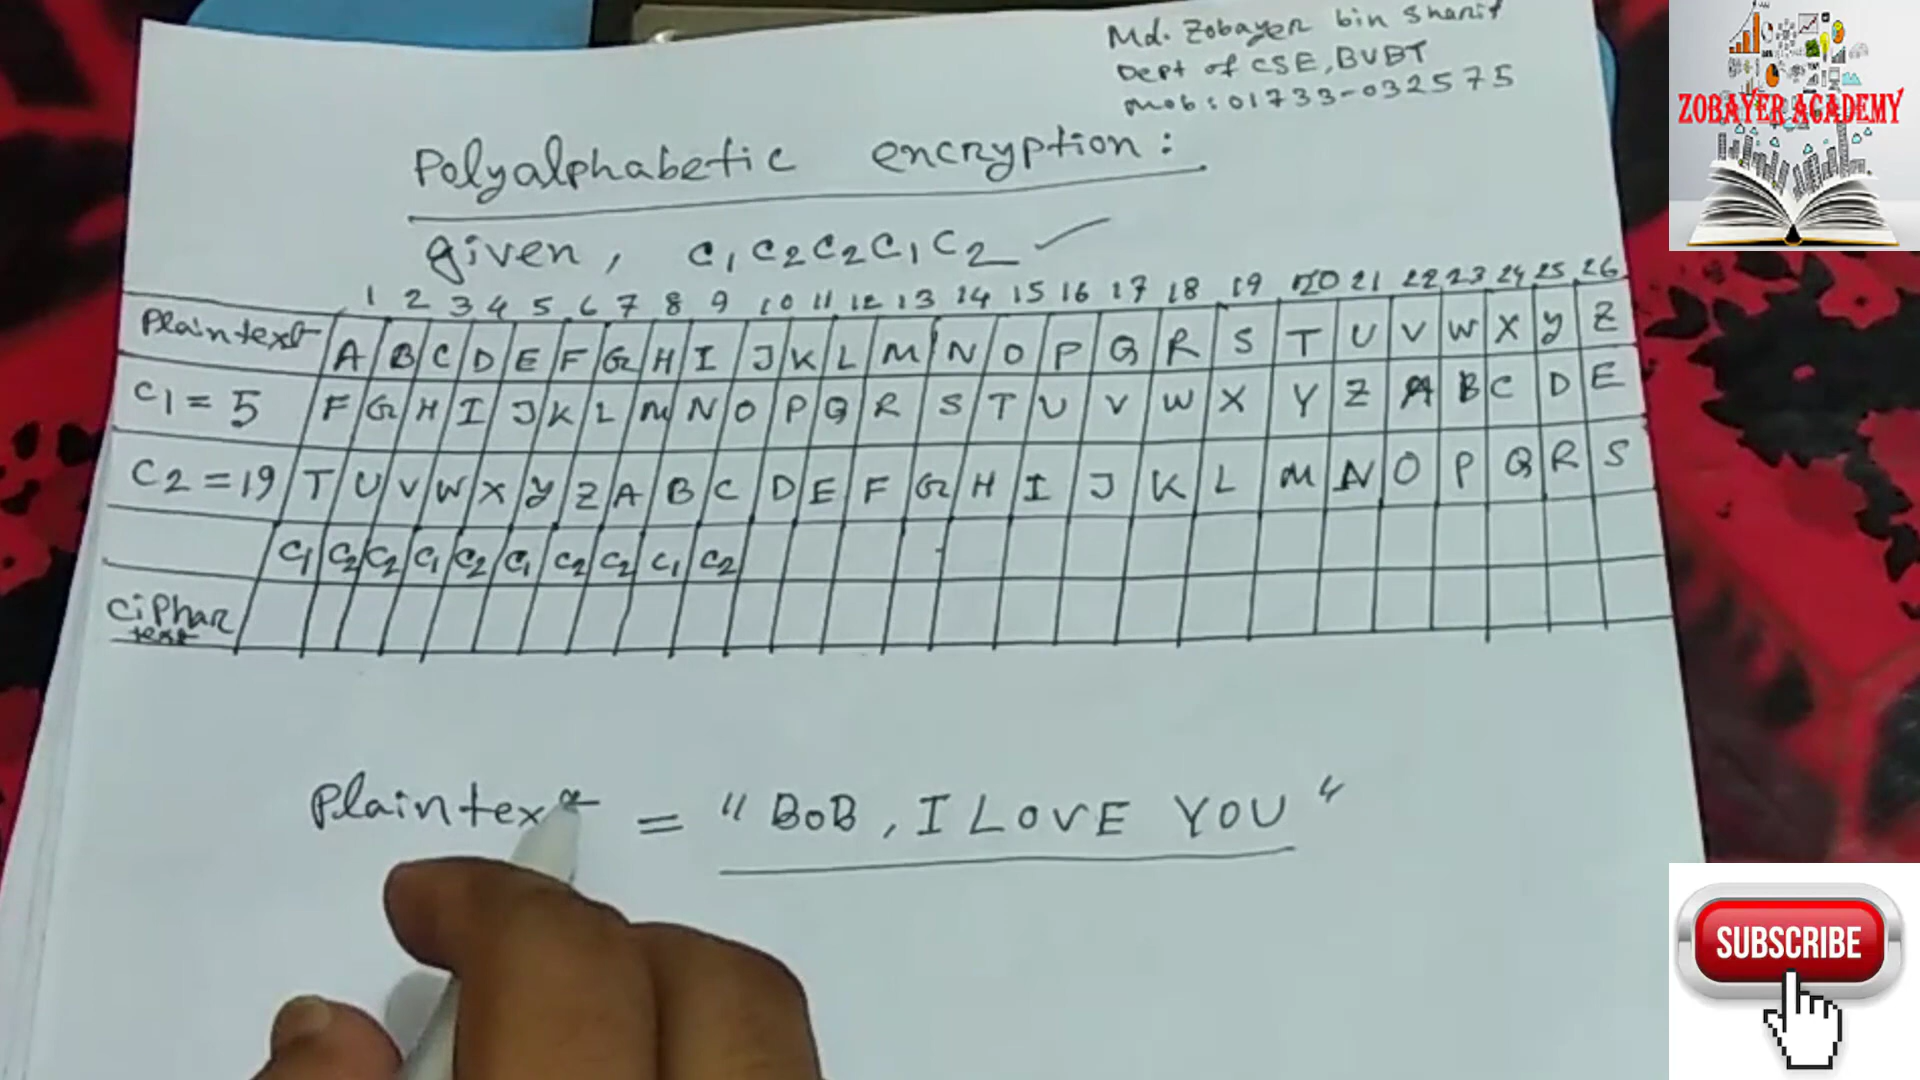 Md. Zobayer bin Sharif
Dept of CSE, BUBT
Mob: 01733-032575
ZOBAYER ACADEMY
Polyalphabetic encryption:
given, C1C2C2C1C2
1 2 3 4 5 6 7 8 9 10 11 12 13 14 15 16 17 18 19 20 21 22 23 24 25 26
Plaintext A B C D E F G H I J K L M N O P Q R S T U V W X Y Z
C1 = 5 F G H I J K L M N O P Q R S T U V W X Y Z A B C D E
C2 = 19 T U V W X Y Z A B C D E F G H I J K L M N O P Q R S
C1 C2 C2 C1 C2 C1 C2 C2 C1 C2
Ciphar
text
Plaintext = "BOB, I LOVE YOU"
SUBSCRIBE